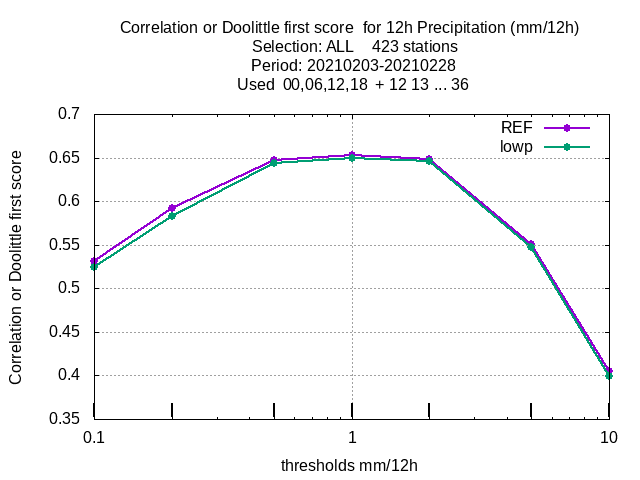 Correlation or Doolittle first score  for 12h Precipitation (mm/12h)
Selection: ALL    423 stations
Period: 20210203-20210228
Used  00,06,12,18  + 12 13 ... 36
REF
lowp
0.7
0.65
0.6
0.55
0.5
0.45
0.4
0.35
Correlation or Doolittle first score
0.1
1
10
thresholds mm/12h